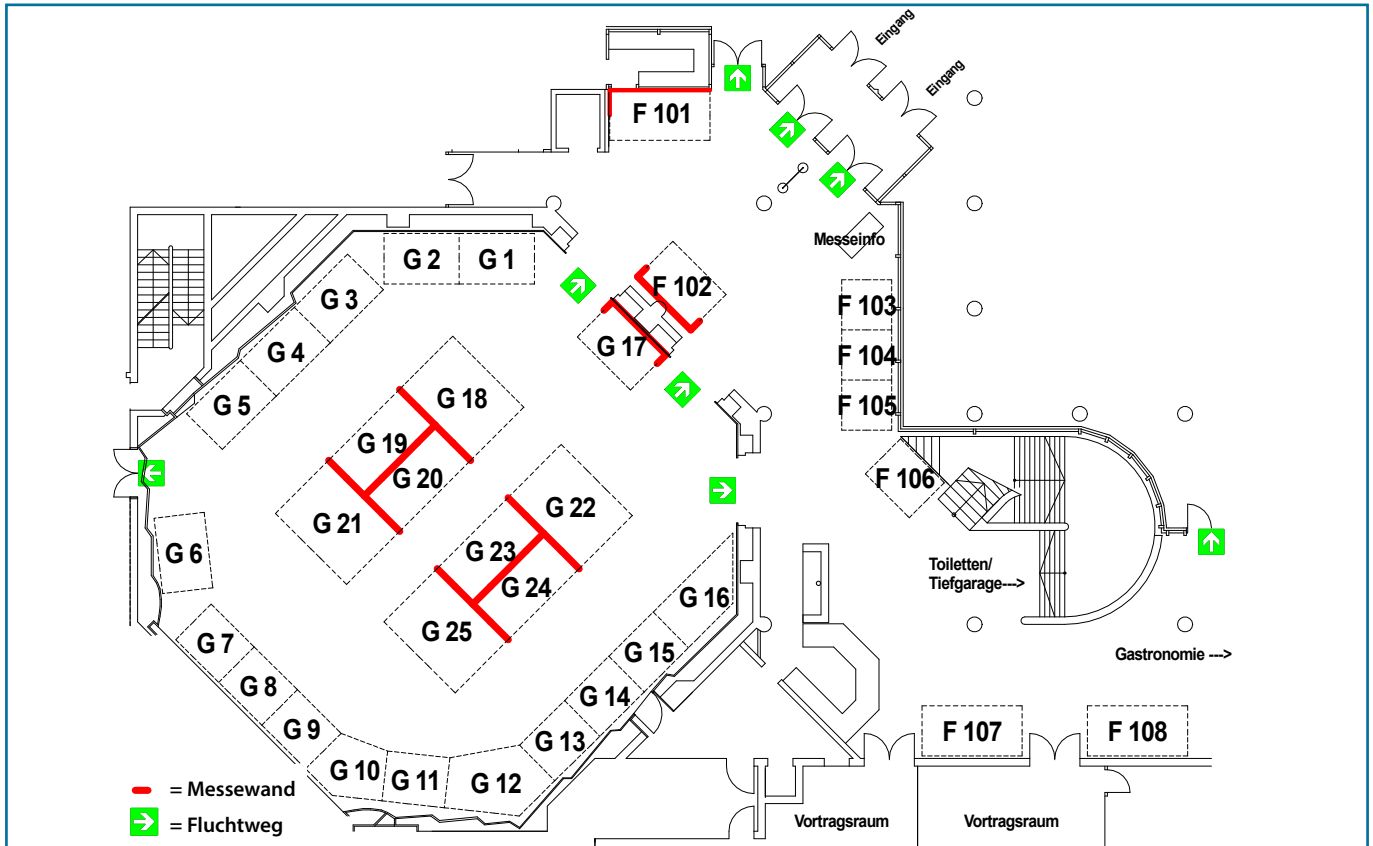 Eingang
Eingang
F 101
Messeinfo
G 2
G 1
G 3
F 102
F 103
G 4
G 17
F 104
G 5
G 18
F 105
G 19
G 20
F 106
G 21
G 22
G 6
G 23
G 24
Toiletten/
Tiefgarage--->
G 16
G 25
G 7
G 15
Gastronomie --->
G 8
G 14
G 9
G 13
F 107
F 108
G 10
G 11
G 12
= Messewand
= Fluchtweg
Vortragsraum
Vortragsraum